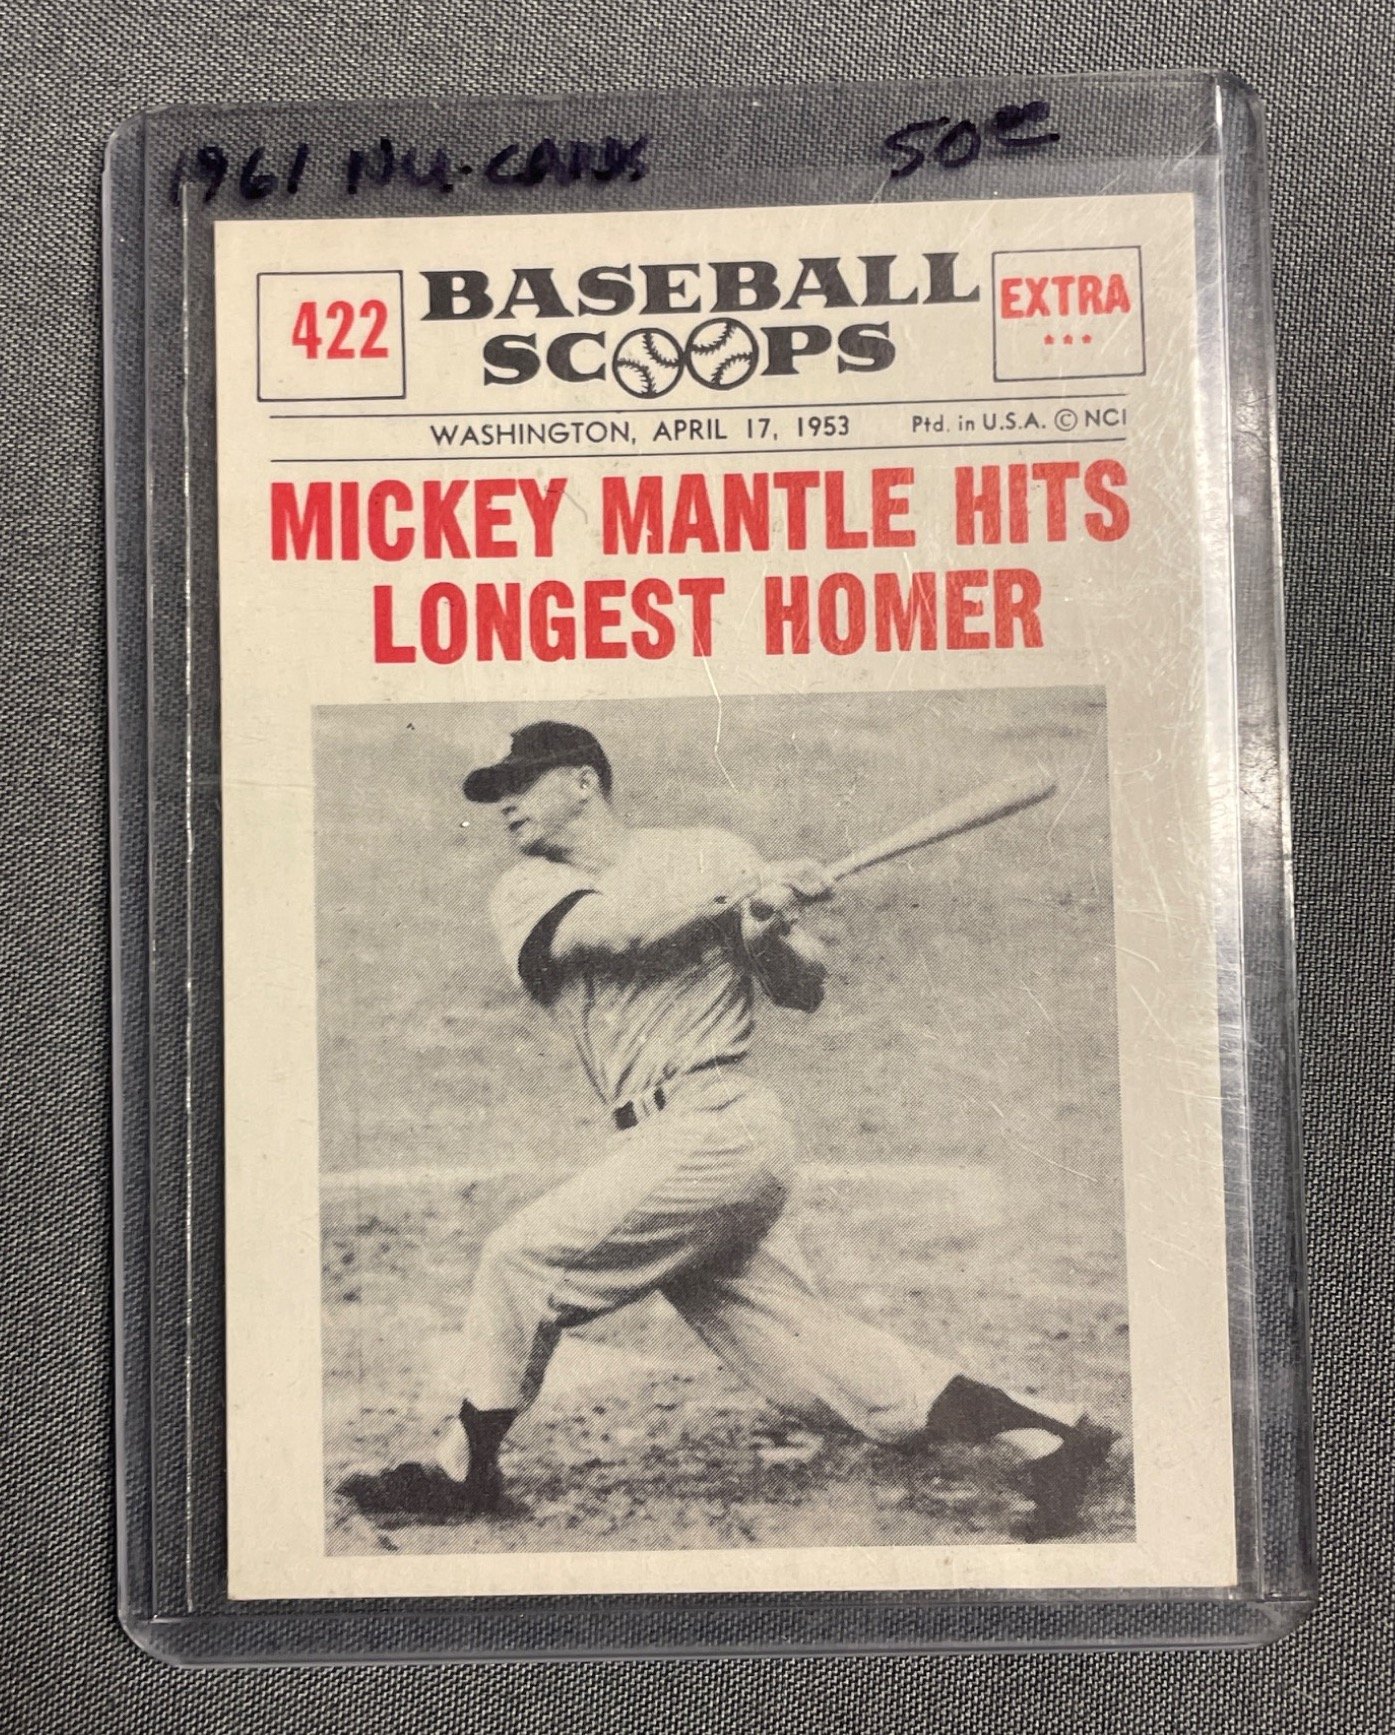 1961 NU-CARDS 50⁰⁰
422 BASEBALL EXTRA
SCOOPS ***
WASHINGTON, APRIL 17, 1953 Ptd. in U.S.A. © NCI
MICKEY MANTLE HITS
LONGEST HOMER